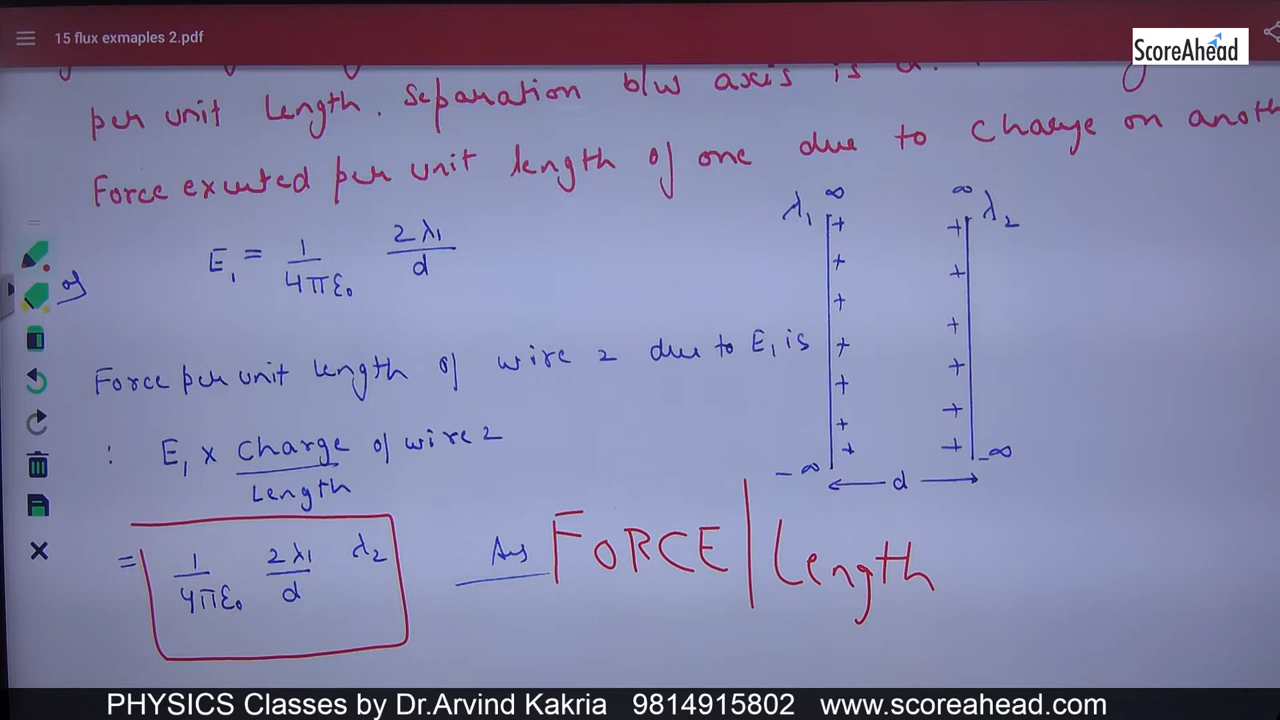 15 flux exmaples 2.pdf
ScoreAhead
per unit Length. Separation b/w axis is d.
Force exerted per unit length of one due to charge on anoth
λ₁ ∞ ∞ λ₂
E₁ = 1/4πε₀ 2λ₁/d
Force per unit length of wire 2 due to E₁ is
: E₁ x Charge/Length of wire 2
-∞ -∞
d
= 1/4πε₀ 2λ₁/d λ₂ Ans FORCE | Length
PHYSICS Classes by Dr.Arvind Kakria 9814915802 www.scoreahead.com